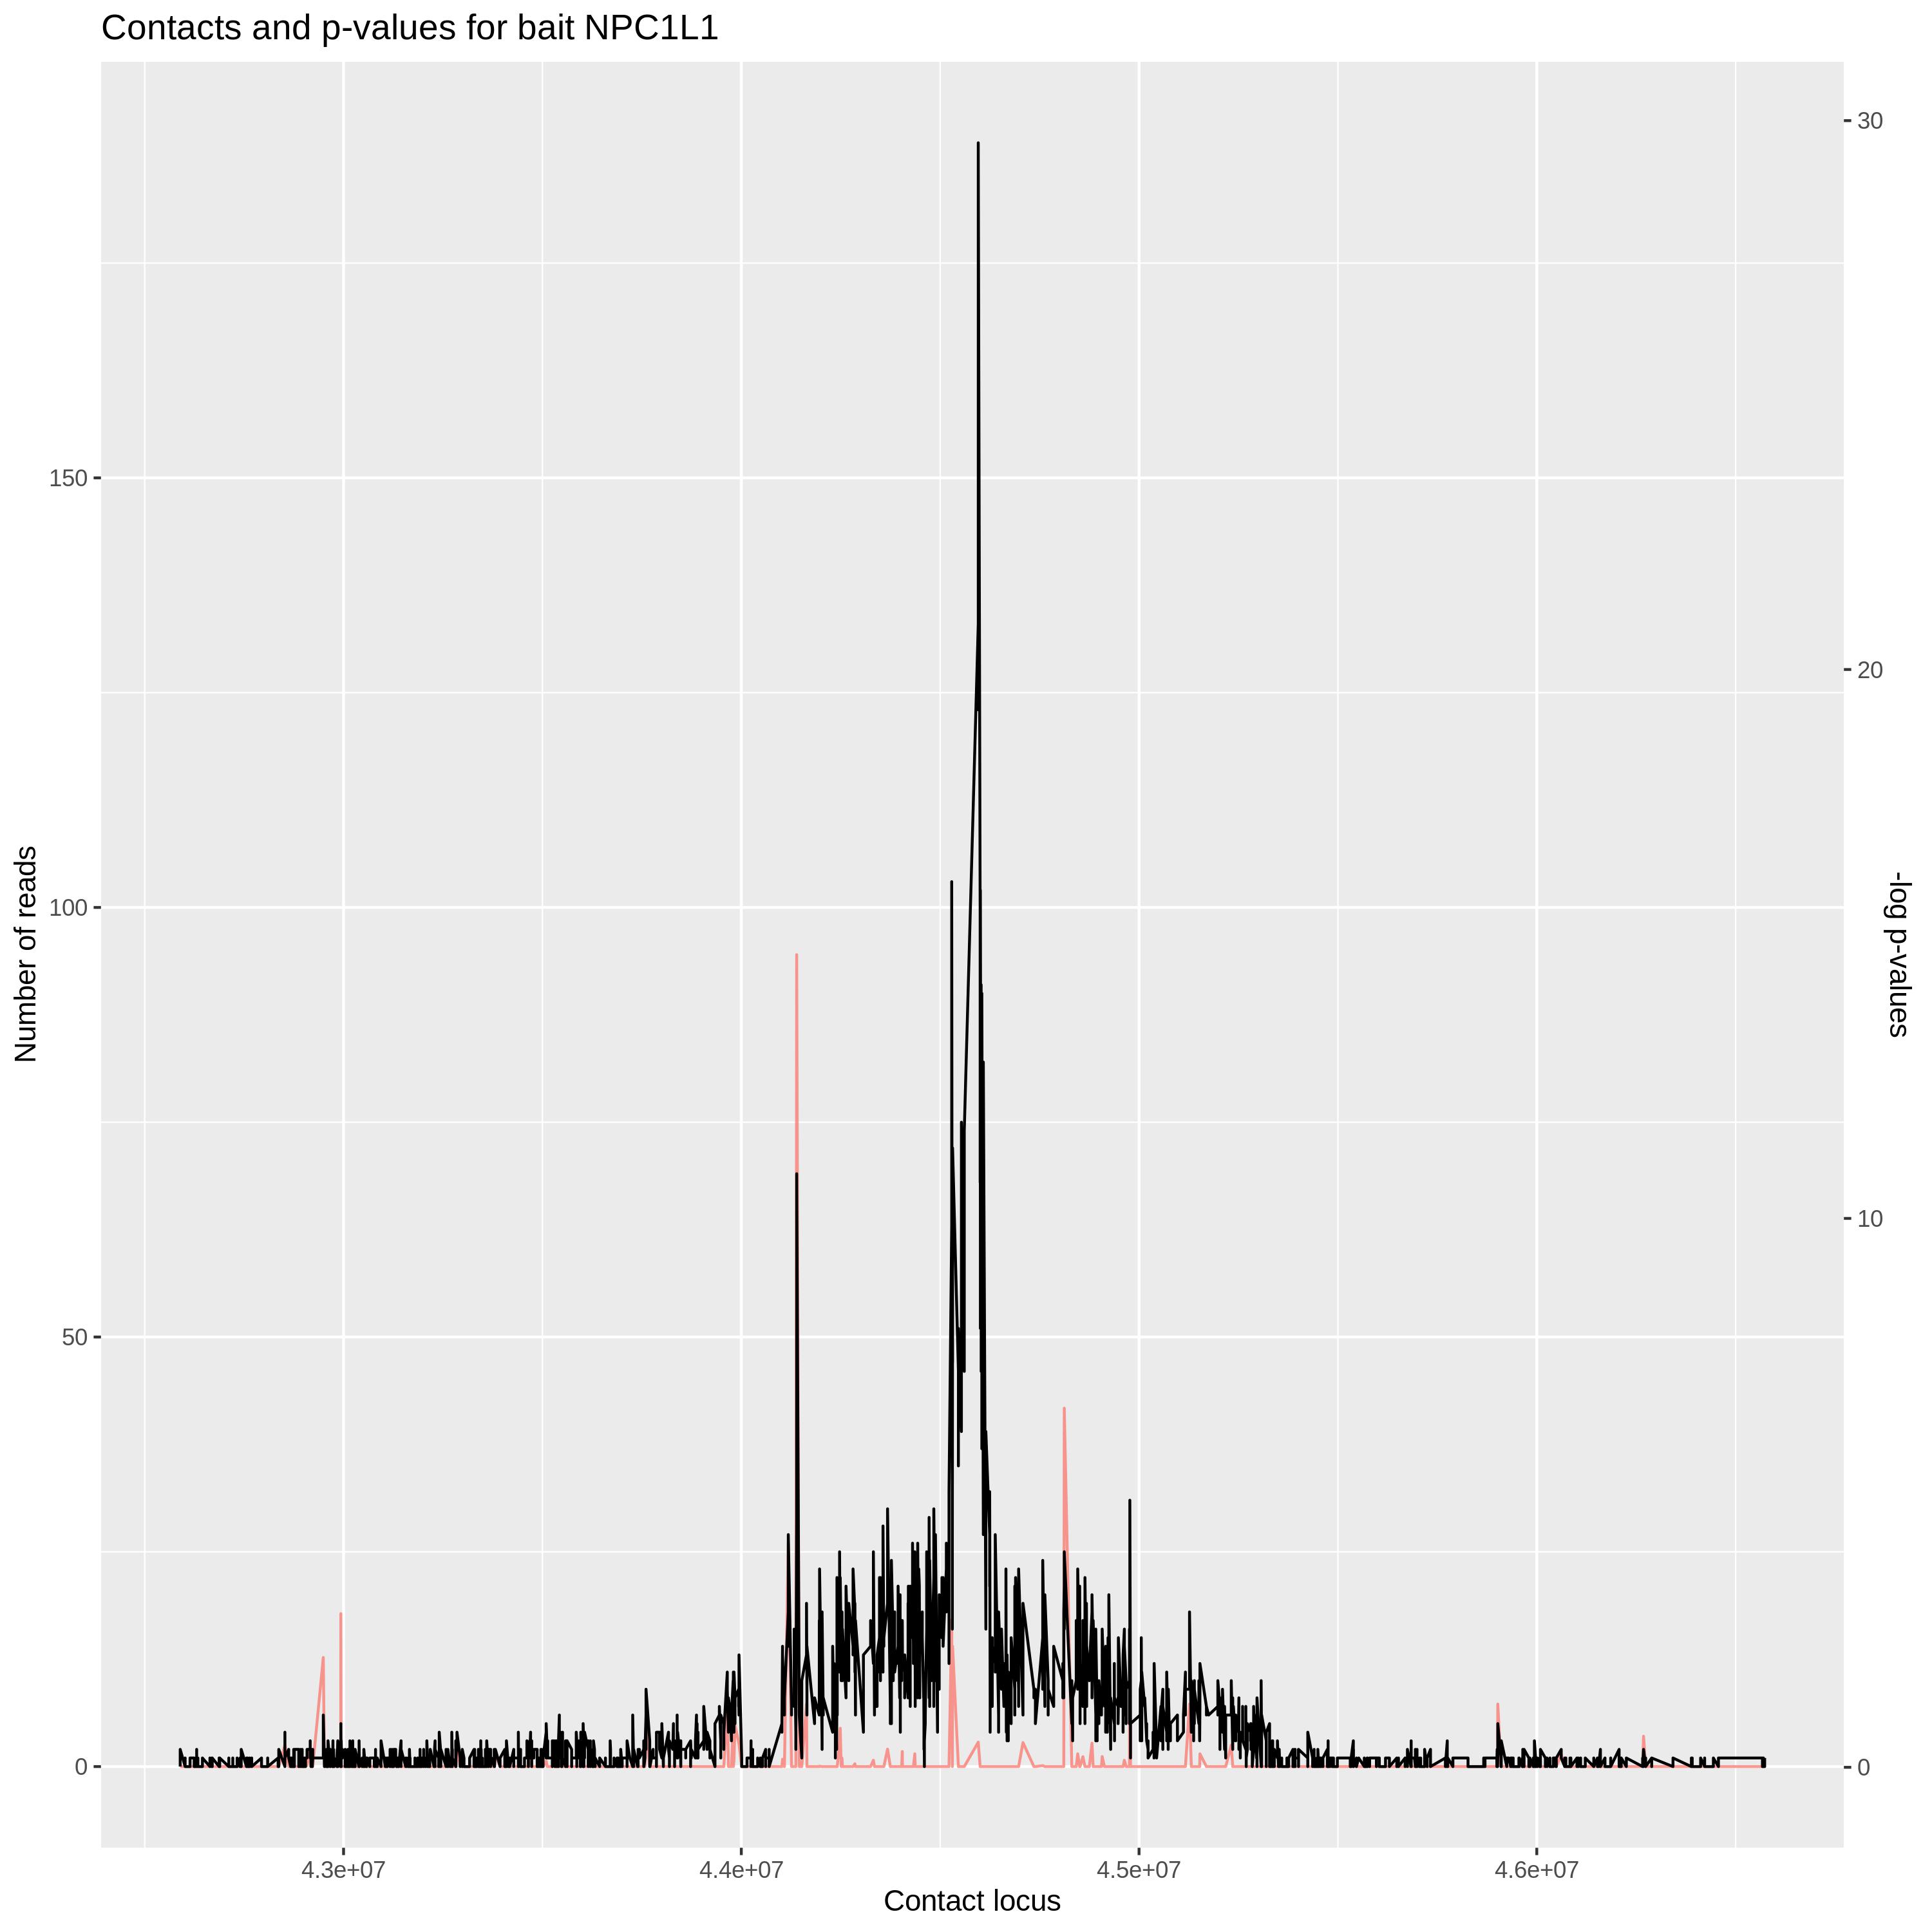 Contacts and p-values for bait NPC1L1
30
150
20
Number of reads
100
-log p-values
10
50
0
0
4.3e+07
4.4e+07
4.5e+07
4.6e+07
Contact locus